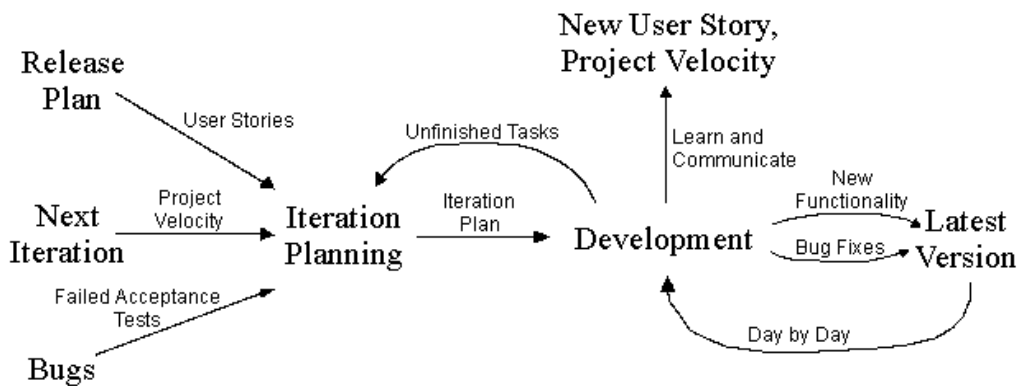 New User Story,
Project Velocity
Release
Plan
User Stories
Unfinished Tasks
Learn and
Communicate
New
Functionality
Next
Iteration
Project
Velocity
Iteration
Planning
Iteration
Plan
Development
Bug Fixes
Latest
Version
Failed Acceptance
Tests
Day by Day
Bugs